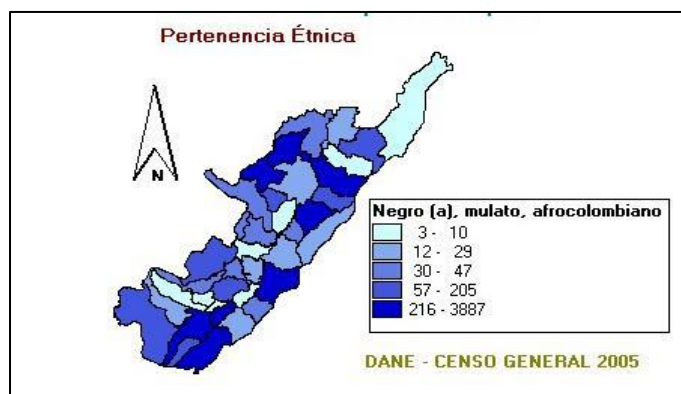 Pertenencia Étnica
N
Negro (a), mulato, afrocolombiano
3 - 10
12 - 29
30 - 47
57 - 205
216 - 3887
DANE - CENSO GENERAL 2005